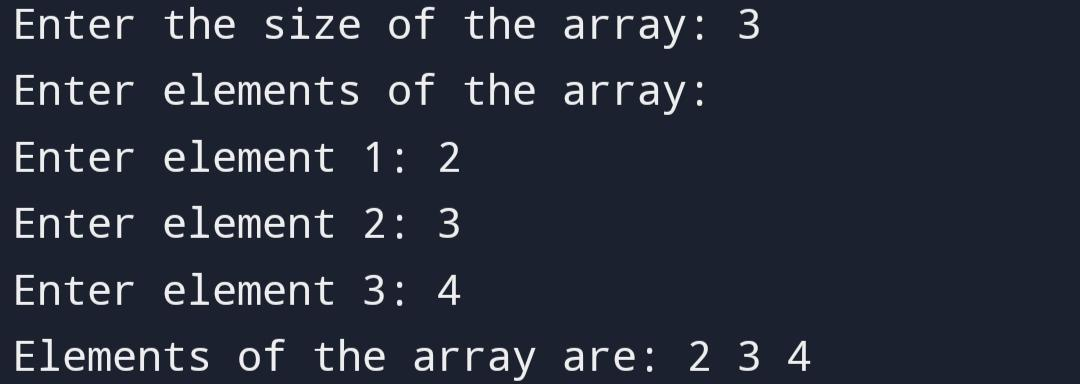 Enter the size of the array: 3
Enter elements of the array:
Enter element 1: 2
Enter element 2: 3
Enter element 3: 4
Elements of the array are: 2 3 4